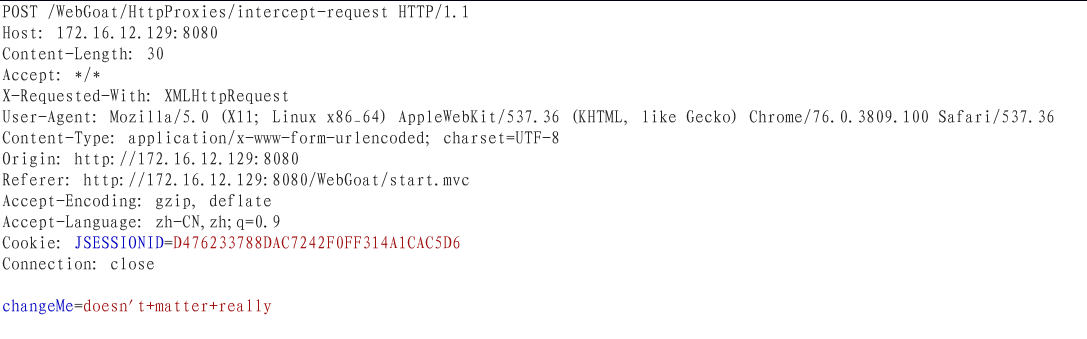 POST /WebGoat/HttpProxies/intercept-request HTTP/1.1
Host: 172.16.12.129:8080
Content-Length: 30
Accept: */*
X-Requested-With: XMLHttpRequest
User-Agent: Mozilla/5.0 (X11; Linux x86_64) AppleWebKit/537.36 (KHTML, like Gecko) Chrome/76.0.3809.100 Safari/537.36
Content-Type: application/x-www-form-urlencoded; charset=UTF-8
Origin: http://172.16.12.129:8080
Referer: http://172.16.12.129:8080/WebGoat/start.mvc
Accept-Encoding: gzip, deflate
Accept-Language: zh-CN,zh;q=0.9
Cookie: JSESSIONID=D476233788DAC7242F0FF314A1CAC5D6
Connection: close
changeMe=doesn't+matter+really